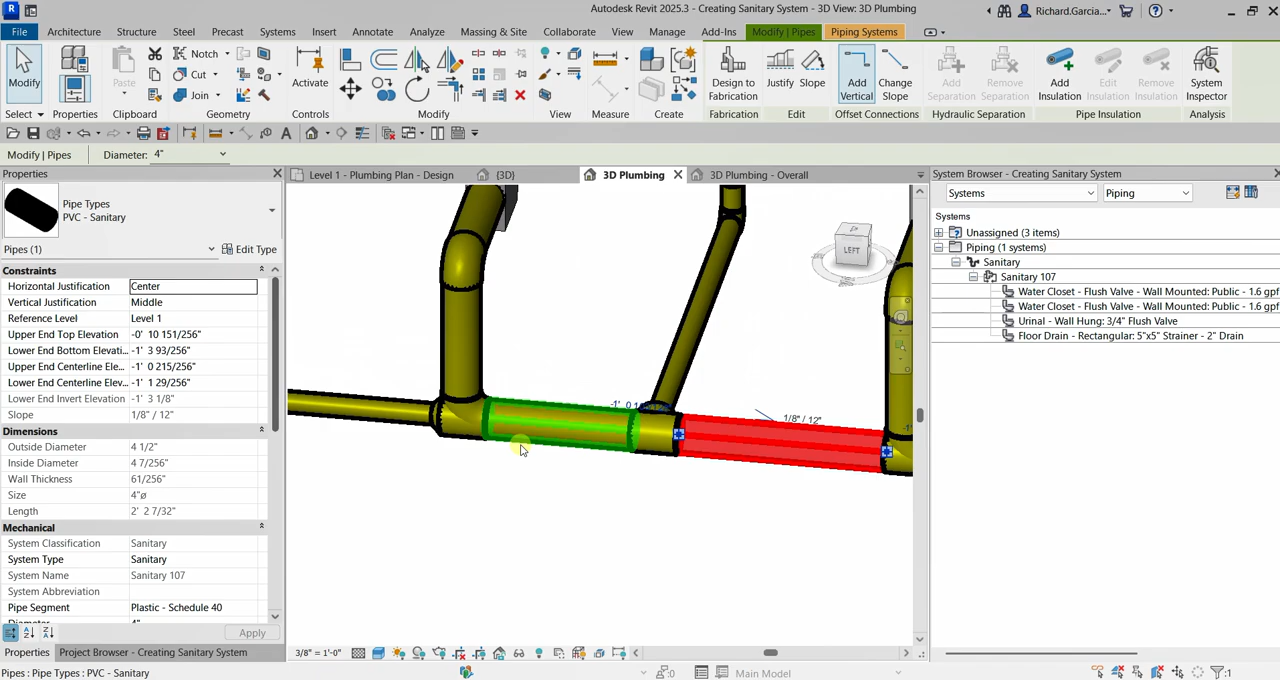 Autodesk Revit 2025.3 - Creating Sanitary System - 3D View: 3D Plumbing
Richard.Garcia...
File Architecture Structure Steel Precast Systems Insert Annotate Analyze Massing & Site Collaborate View Manage Add-Ins Modify | Pipes Piping Systems
Modify
Select
Properties
Paste
Clipboard
Notch
Cut
Join
Geometry
Activate
Controls
Modify
View
Measure
Create
Design to Fabrication
Fabrication
Justify
Slope
Edit
Add Vertical
Change Slope
Offset Connections
Add Separation
Remove Separation
Hydraulic Separation
Add Insulation
Edit Insulation
Remove Insulation
Pipe Insulation
System Inspector
Analysis
Modify | Pipes
Diameter: 4"
Properties
Pipe Types
PVC - Sanitary
Pipes (1)
Edit Type
Constraints
Horizontal Justification Center
Vertical Justification Middle
Reference Level Level 1
Upper End Top Elevation -0' 10 151/256"
Lower End Bottom Elevati... -1' 3 93/256"
Upper End Centerline Ele... -1' 0 215/256"
Lower End Centerline Ele... -1' 1 29/256"
Lower End Invert Elevation -1' 3 1/8"
Slope 1/8" / 12"
Dimensions
Outside Diameter 4 1/2"
Inside Diameter 4 7/256"
Wall Thickness 61/256"
Size 4"ø
Length 2' 2 7/32"
Mechanical
System Classification Sanitary
System Type Sanitary
System Name Sanitary 107
System Abbreviation
Pipe Segment Plastic - Schedule 40
Diameter 4"
Apply
Properties
Project Browser - Creating Sanitary System
Level 1 - Plumbing Plan - Design
{3D}
3D Plumbing
3D Plumbing - Overall
LEFT
1/8" / 12"
3/8" = 1'-0"
System Browser - Creating Sanitary System
Systems
Piping
Systems
Unassigned (3 items)
Piping (1 systems)
Sanitary
Sanitary 107
Water Closet - Flush Valve - Wall Mounted: Public - 1.6 gpf
Water Closet - Flush Valve - Wall Mounted: Public - 1.6 gpf
Urinal - Wall Hung: 3/4" Flush Valve
Floor Drain - Rectangular: 5"x5" Strainer - 2" Drain
Pipes : Pipe Types : PVC - Sanitary
:0
Main Model
:1